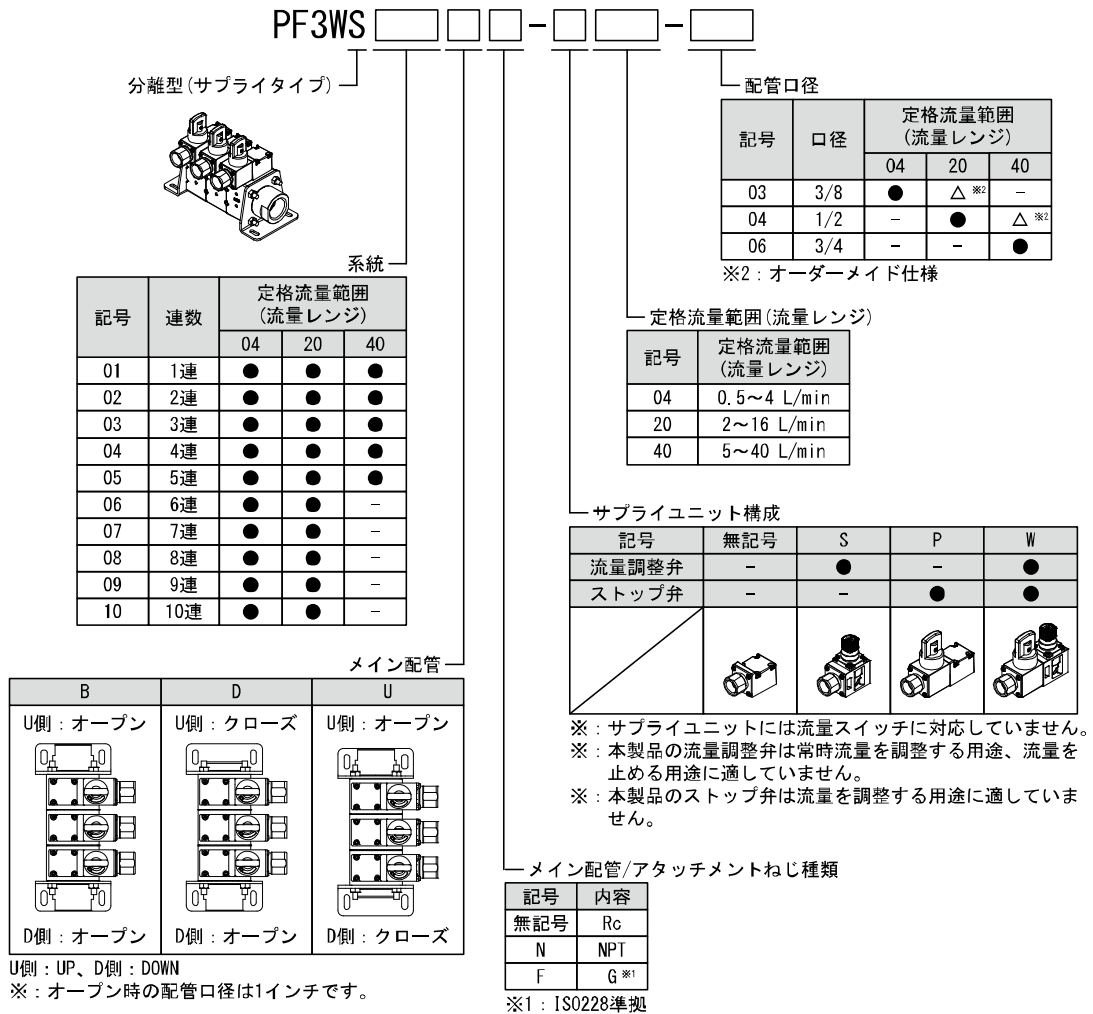 PF3WS
分離型(サプライタイプ)
配管口径
記号 口径 定格流量範囲
(流量レンジ)
04 20 40
03 3/8 ● △※2 −
04 1/2 − ● △※2
06 3/4 − − ●
※2：オーダーメイド仕様
系統
記号 連数 定格流量範囲
(流量レンジ)
04 20 40
01 1連 ● ● ●
02 2連 ● ● ●
03 3連 ● ● ●
04 4連 ● ● ●
05 5連 ● ● ●
06 6連 ● ● −
07 7連 ● ● −
08 8連 ● ● −
09 9連 ● ● −
10 10連 ● ● −
定格流量範囲(流量レンジ)
記号 定格流量範囲
(流量レンジ)
04 0.5～4 L/min
20 2～16 L/min
40 5～40 L/min
サプライユニット構成
記号 無記号 S P W
流量調整弁 − ● − ●
ストップ弁 − − ● ●
※：サプライユニットには流量スイッチに対応していません。
※：本製品の流量調整弁は常時流量を調整する用途、流量を
止める用途に適していません。
※：本製品のストップ弁は流量を調整する用途に適していま
せん。
メイン配管
B D U
U側：オープン U側：クローズ U側：オープン
D側：オープン D側：オープン D側：クローズ
U側：UP、D側：DOWN
※：オープン時の配管口径は1インチです。
メイン配管/アタッチメントねじ種類
記号 内容
無記号 Rc
N NPT
F G※1
※1：ISO228準拠